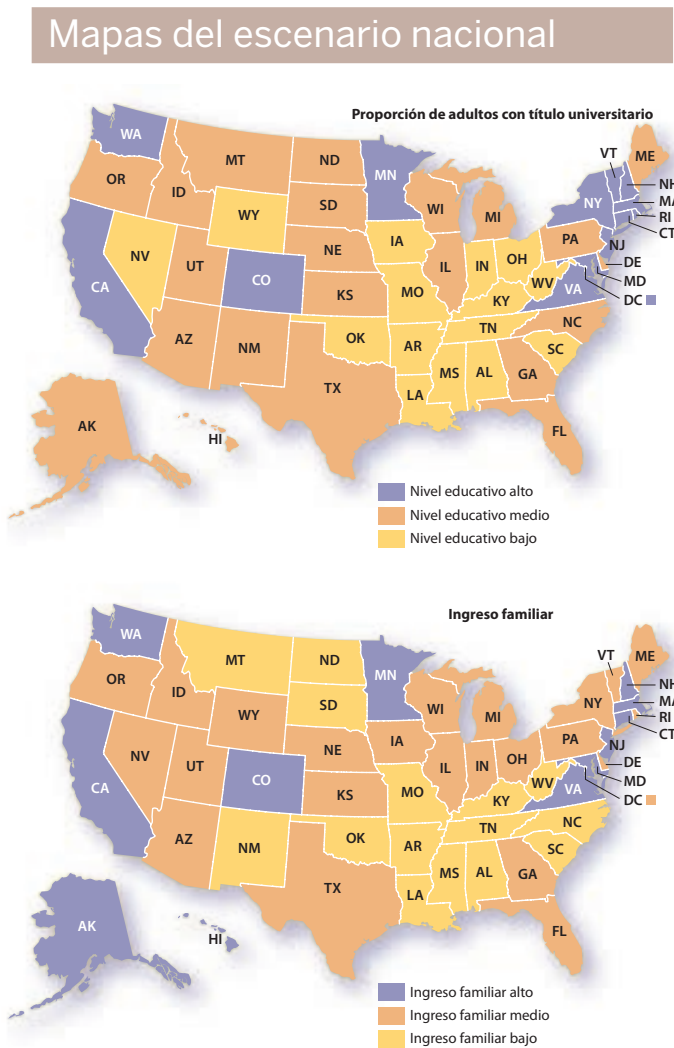 Mapas del escenario nacional
Proporción de adultos con título universitario
WA
MT
ND
MN
VT
ME
OR
ID
SD
WI
MI
NY
NH
MA
RI
CT
WY
NE
IA
PA
NJ
NV
UT
CO
IL
IN
OH
WV
DE
MD
CA
KS
MO
KY
VA
DC
AZ
NM
OK
AR
TN
NC
SC
TX
LA
MS
AL
GA
FL
AK
HI
Nivel educativo alto
Nivel educativo medio
Nivel educativo bajo
Ingreso familiar
WA
MT
ND
MN
VT
ME
OR
ID
SD
WI
MI
NY
NH
MA
RI
CT
WY
NE
IA
PA
NJ
NV
UT
CO
IL
IN
OH
WV
DE
MD
CA
KS
MO
KY
VA
DC
AZ
NM
OK
AR
TN
NC
SC
TX
LA
MS
AL
GA
FL
AK
HI
Ingreso familiar alto
Ingreso familiar medio
Ingreso familiar bajo